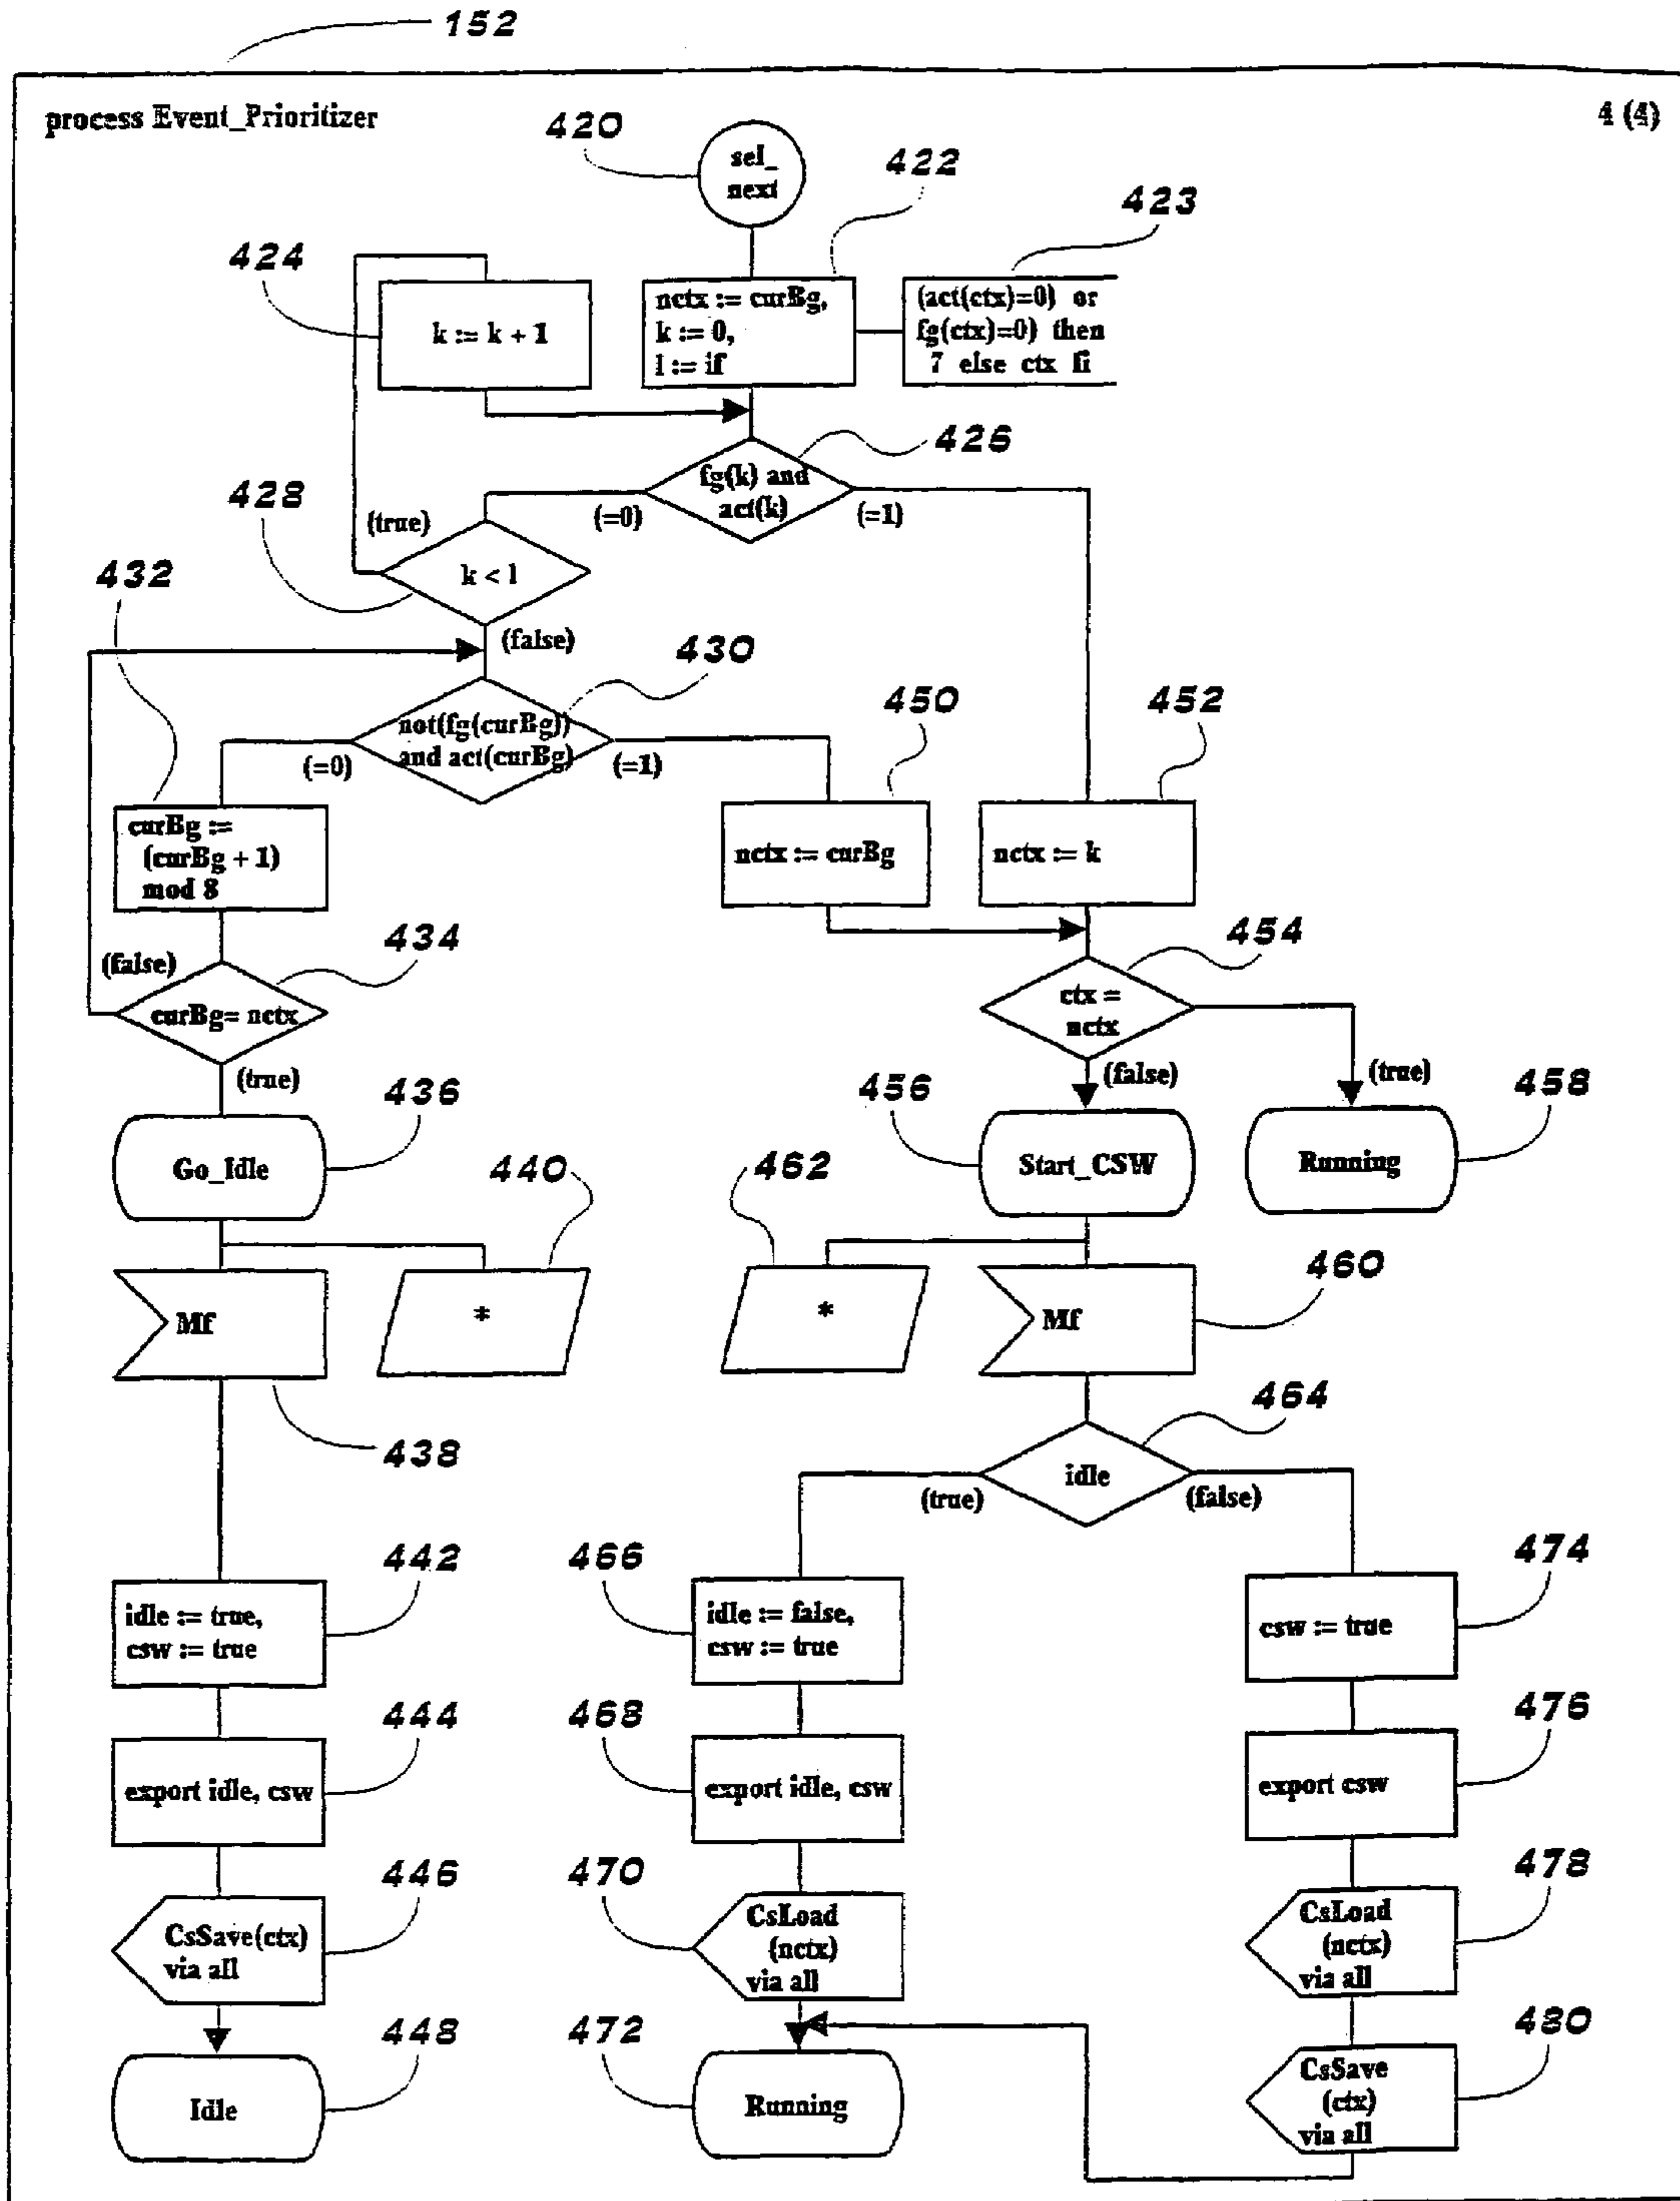 152
process Event_Prioritizer
4 (4)
420
sel_
next
422
423
424
k := k + 1
nctx := curBg,
k := 0,
l := if
(act(ctx)=0) or
fg(ctx)=0) then
7 else ctx fi
426
fg(k) and
act(k)
(=0)
(=1)
428
(true)
k < l
(false)
432
430
not(fg(curBg))
and act(curBg)
(=0)
(=1)
450
452
curBg :=
(curBg + 1)
mod 8
nctx := curBg
nctx := k
434
454
(false)
curBg= nctx
(true)
ctx =
nctx
(false)
(true)
436
456
458
Go_Idle
Start_CSW
Running
440
462
460
Mf
*
*
Mf
438
464
idle
(true)
(false)
442
466
474
idle := true,
csw := true
idle := false,
csw := true
csw := true
444
468
476
export idle, csw
export idle, csw
export csw
446
470
478
CsSave(ctx)
via all
CsLoad
(nctx)
via all
CsLoad
(nctx)
via all
448
472
480
Idle
Running
CsSave
(ctx)
via all